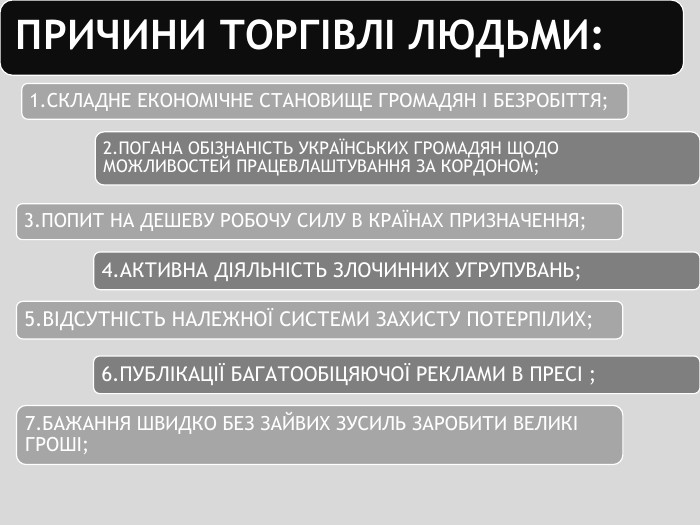 ПРИЧИНИ ТОРГІВЛІ ЛЮДЬМИ:
1.СКЛАДНЕ ЕКОНОМІЧНЕ СТАНОВИЩЕ ГРОМАДЯН І БЕЗРОБІТТЯ;
2.ПОГАНА ОБІЗНАНІСТЬ УКРАЇНСЬКИХ ГРОМАДЯН ЩОДО
МОЖЛИВОСТЕЙ ПРАЦЕВЛАШТУВАННЯ ЗА КОРДОНОМ;
3.ПОПИТ НА ДЕШЕВУ РОБОЧУ СИЛУ В КРАЇНАХ ПРИЗНАЧЕННЯ;
4.АКТИВНА ДІЯЛЬНІСТЬ ЗЛОЧИННИХ УГРУПУВАНЬ;
5.ВІДСУТНІСТЬ НАЛЕЖНОЇ СИСТЕМИ ЗАХИСТУ ПОТЕРПІЛИХ;
6.ПУБЛІКАЦІЇ БАГАТООБІЦЯЮЧОЇ РЕКЛАМИ В ПРЕСІ ;
7.БАЖАННЯ ШВИДКО БЕЗ ЗАЙВИХ ЗУСИЛЬ ЗАРОБИТИ ВЕЛИКІ
ГРОШІ;